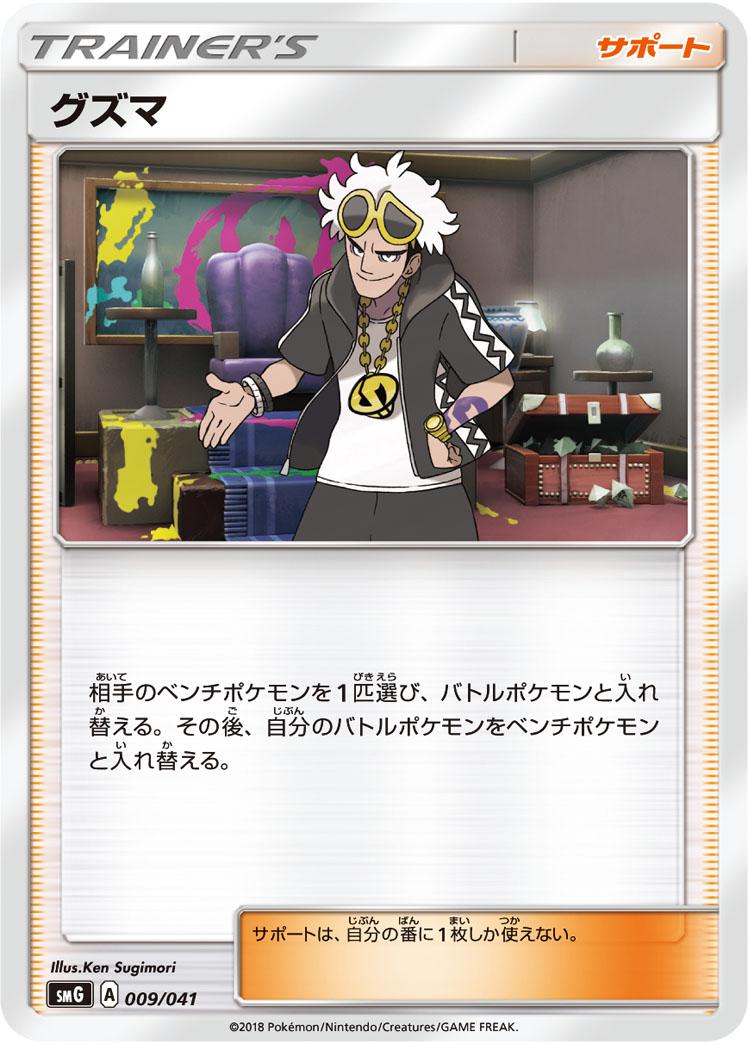 TRAINER'S
サポート
グズマ
相手のベンチポケモンを1匹選び、バトルポケモンと入れ
替える。その後、自分のバトルポケモンをベンチポケモン
と入れ替える。
サポートは、自分の番に1枚しか使えない。
Illus.Ken Sugimori
SMG A 009/041
©2018 Pokémon/Nintendo/Creatures/GAME FREAK.